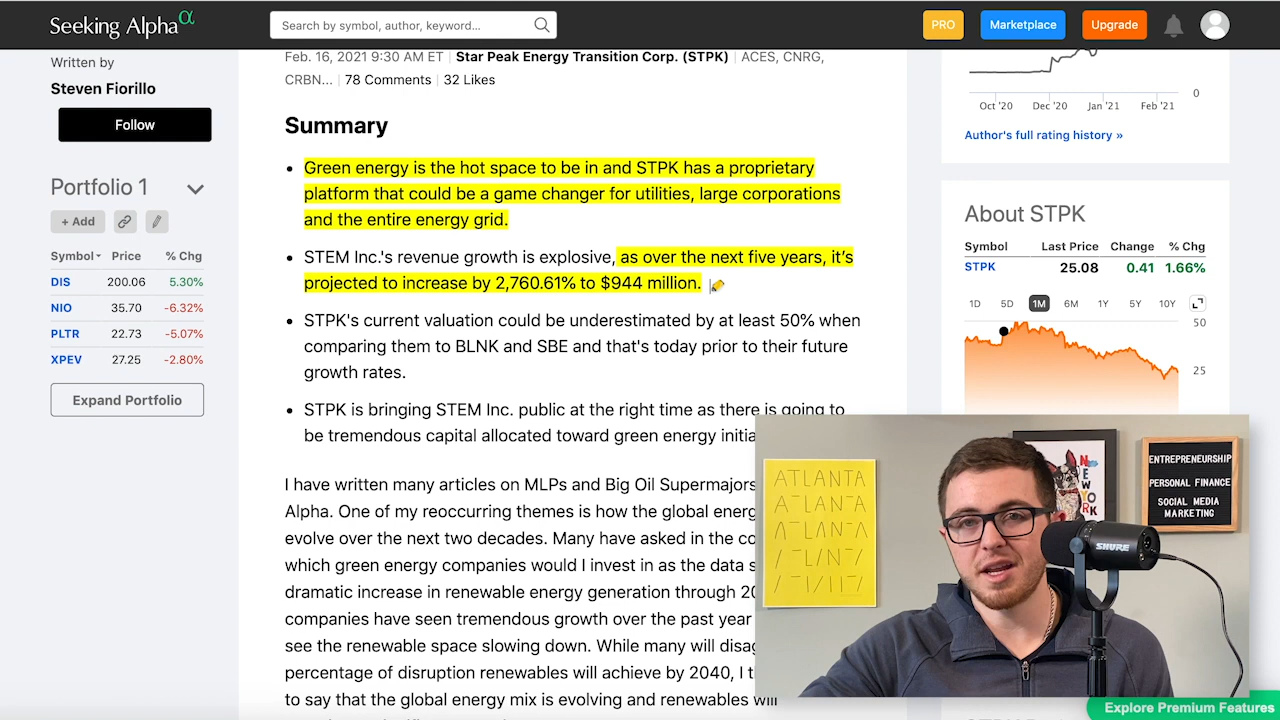 Seeking Alpha α
Search by symbol, author, keyword...
PRO
Marketplace
Upgrade
Written by
Steven Fiorillo
Follow
Portfolio 1
+ Add
Symbol Price % Chg
DIS 200.06 5.30%
NIO 35.70 -6.32%
PLTR 22.73 -5.07%
XPEV 27.25 -2.80%
Expand Portfolio
Feb. 16, 2021 9:30 AM ET | Star Peak Energy Transition Corp. (STPK) | ACES, CNRG,
CRBN... | 78 Comments | 32 Likes
Summary
• Green energy is the hot space to be in and STPK has a proprietary
platform that could be a game changer for utilities, large corporations
and the entire energy grid.
• STEM Inc.'s revenue growth is explosive, as over the next five years, it's
projected to increase by 2,760.61% to $944 million.
• STPK's current valuation could be underestimated by at least 50% when
comparing them to BLNK and SBE and that's today prior to their future
growth rates.
• STPK is bringing STEM Inc. public at the right time as there is going to
be tremendous capital allocated toward green energy initia
I have written many articles on MLPs and Big Oil Supermajors
Alpha. One of my reoccurring themes is how the global energ
evolve over the next two decades. Many have asked in the co
which green energy companies would I invest in as the data s
dramatic increase in renewable energy generation through 20
companies have seen tremendous growth over the past year
see the renewable space slowing down. While many will disag
percentage of disruption renewables will achieve by 2040, I t
to say that the global energy mix is evolving and renewables will
0
Oct '20 Dec '20 Jan '21 Feb '21
Author's full rating history »
About STPK
Symbol Last Price Change % Chg
STPK 25.08 0.41 1.66%
1D 5D 1M 6M 1Y 5Y 10Y
50
25
ATLANTA
NEW
YORK
ENTREPRENEURSHIP
PERSONAL FINANCE
SOCIAL MEDIA
MARKETING
SHURE
Explore Premium Features